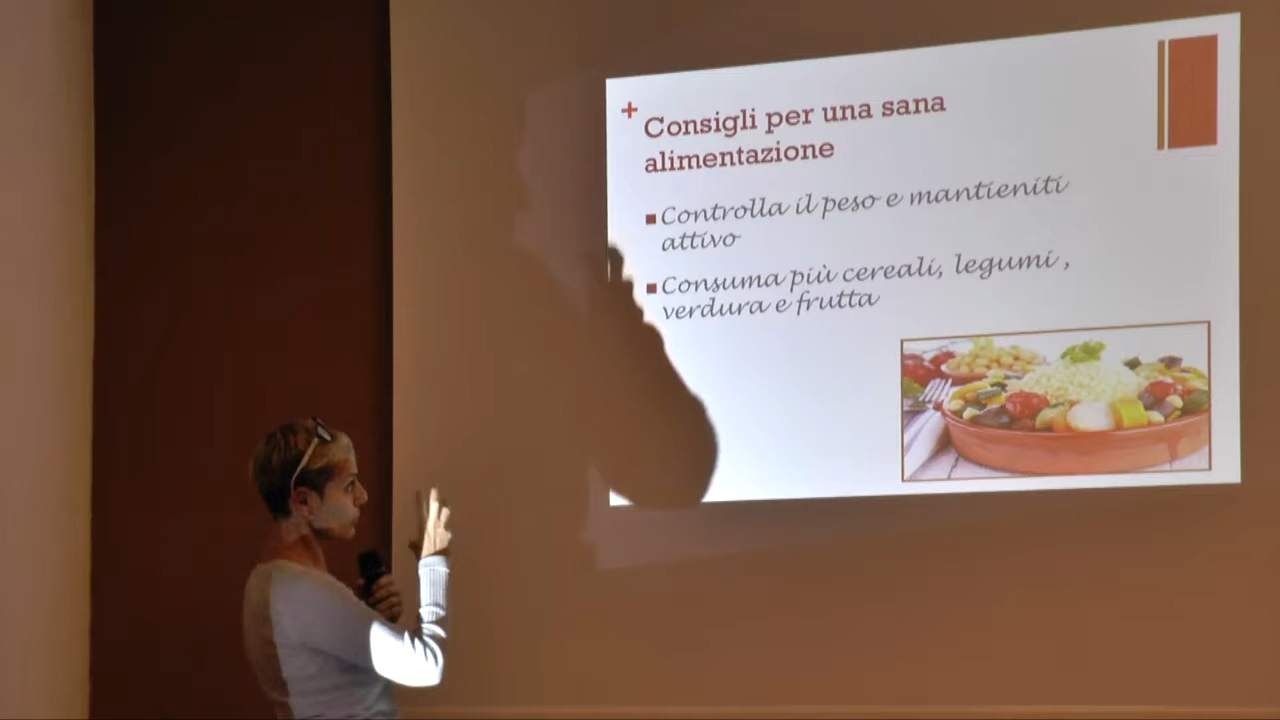 +
Consigli per una sana
alimentazione
Controlla il peso e mantieniti
attivo
Consuma più cereali, legumi ,
verdura e frutta